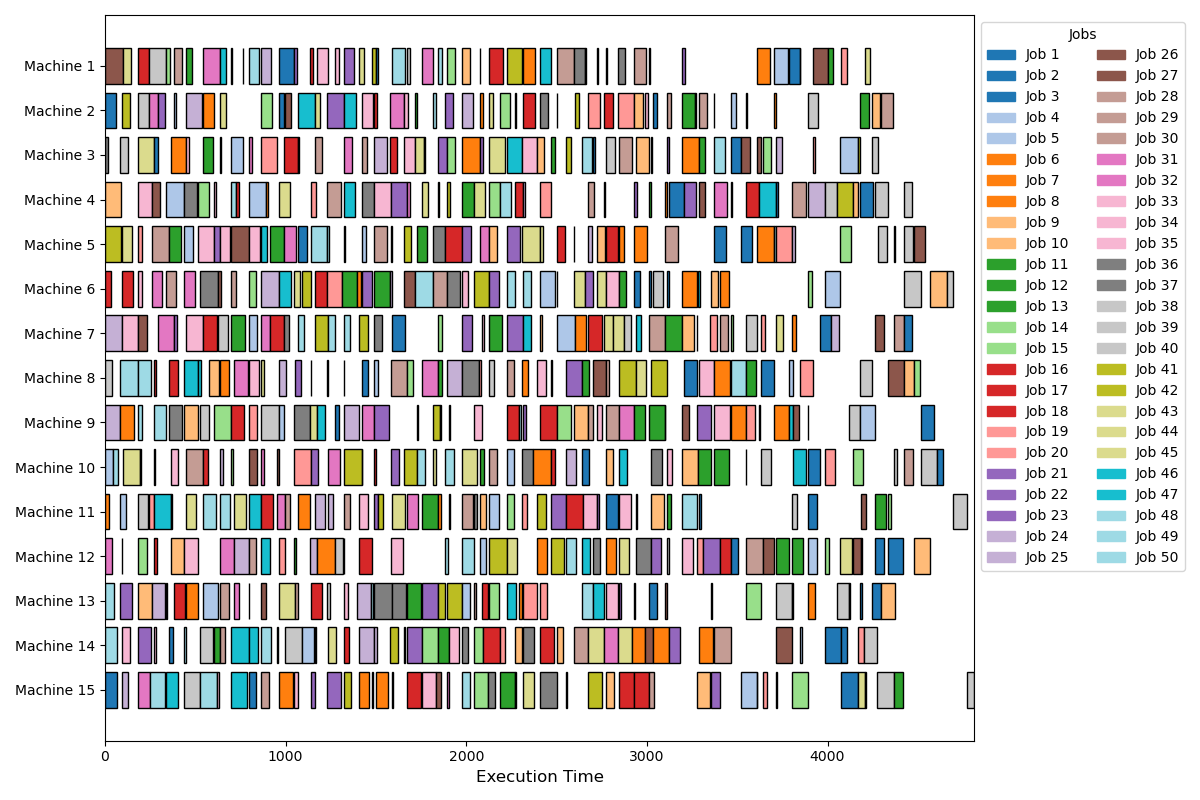 Machine 1
Machine 2
Machine 3
Machine 4
Machine 5
Machine 6
Machine 7
Machine 8
Machine 9
Machine 10
Machine 11
Machine 12
Machine 13
Machine 14
Machine 15
0 1000 2000 3000 4000
Execution Time
Jobs
Job 1
Job 2
Job 3
Job 4
Job 5
Job 6
Job 7
Job 8
Job 9
Job 10
Job 11
Job 12
Job 13
Job 14
Job 15
Job 16
Job 17
Job 18
Job 19
Job 20
Job 21
Job 22
Job 23
Job 24
Job 25
Job 26
Job 27
Job 28
Job 29
Job 30
Job 31
Job 32
Job 33
Job 34
Job 35
Job 36
Job 37
Job 38
Job 39
Job 40
Job 41
Job 42
Job 43
Job 44
Job 45
Job 46
Job 47
Job 48
Job 49
Job 50